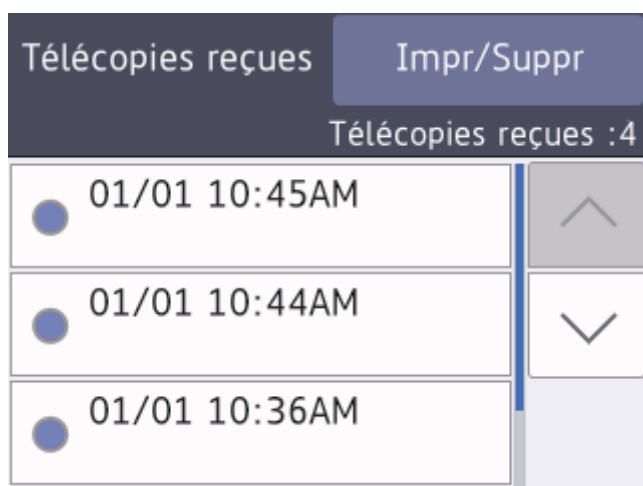 Télécopies reçues
Impr/Suppr
Télécopies reçues :4
01/01 10:45AM
01/01 10:44AM
01/01 10:36AM